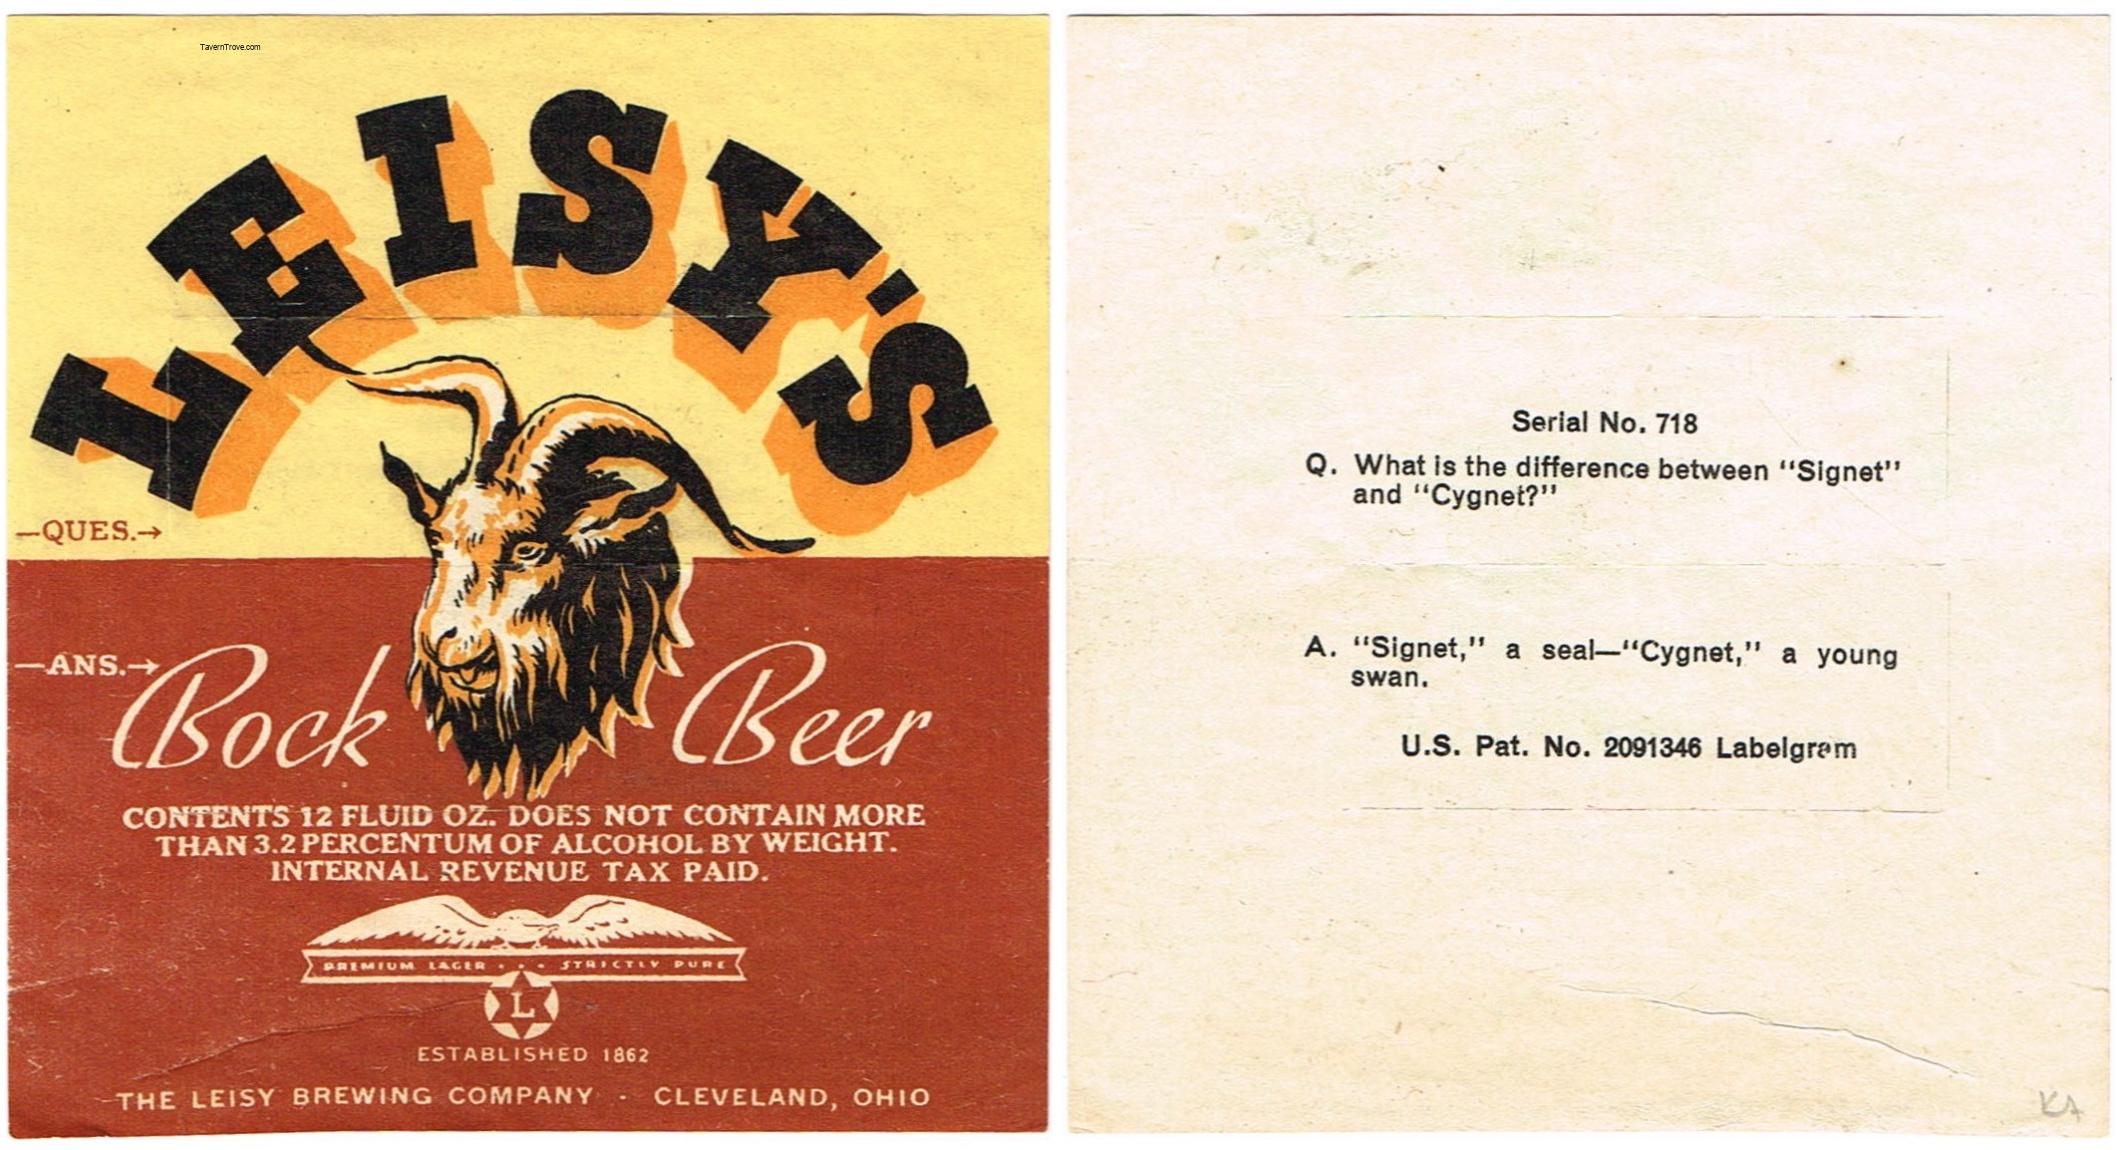 TavernTrove.com
LEISY'S
—QUES.→
—ANS.→
Bock Beer
CONTENTS 12 FLUID OZ. DOES NOT CONTAIN MORE
THAN 3.2 PERCENTUM OF ALCOHOL BY WEIGHT.
INTERNAL REVENUE TAX PAID.
PREMIUM LAGER • • • STRICTLY PURE
L
ESTABLISHED 1862
THE LEISY BREWING COMPANY · CLEVELAND, OHIO
Serial No. 718
Q. What is the difference between "Signet"
and "Cygnet?"
A. "Signet," a seal—"Cygnet," a young
swan.
U.S. Pat. No. 2091346 Labelgram
KA